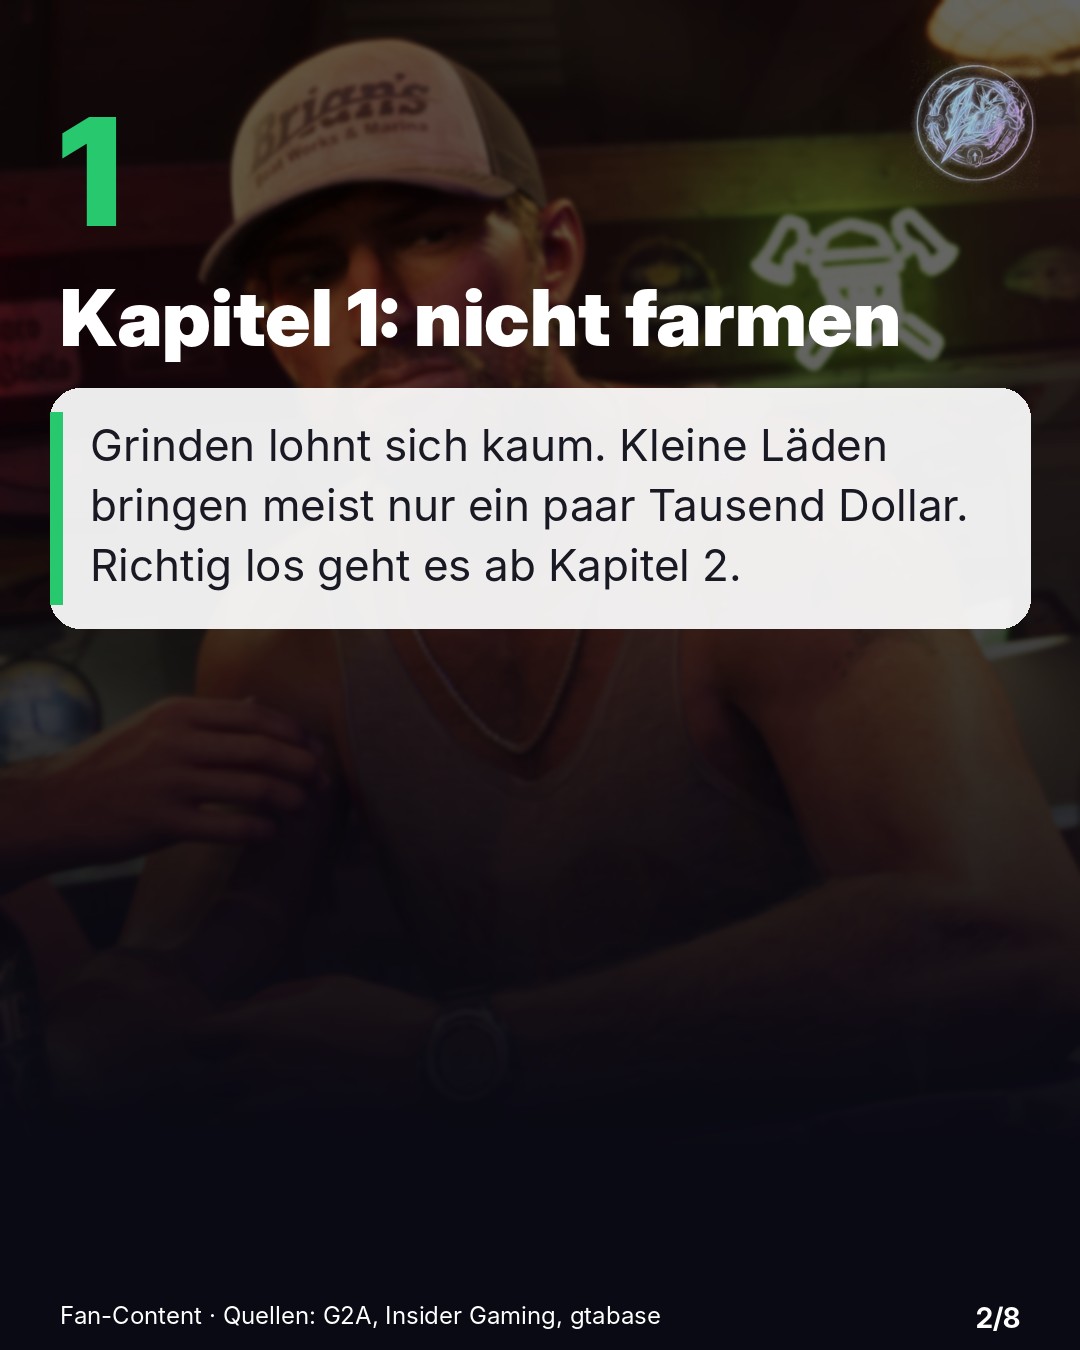 Brian's
1
Kapitel 1: nicht farmen
Grinden lohnt sich kaum. Kleine Läden
bringen meist nur ein paar Tausend Dollar.
Richtig los geht es ab Kapitel 2.
Fan-Content · Quellen: G2A, Insider Gaming, gtabase
2/8